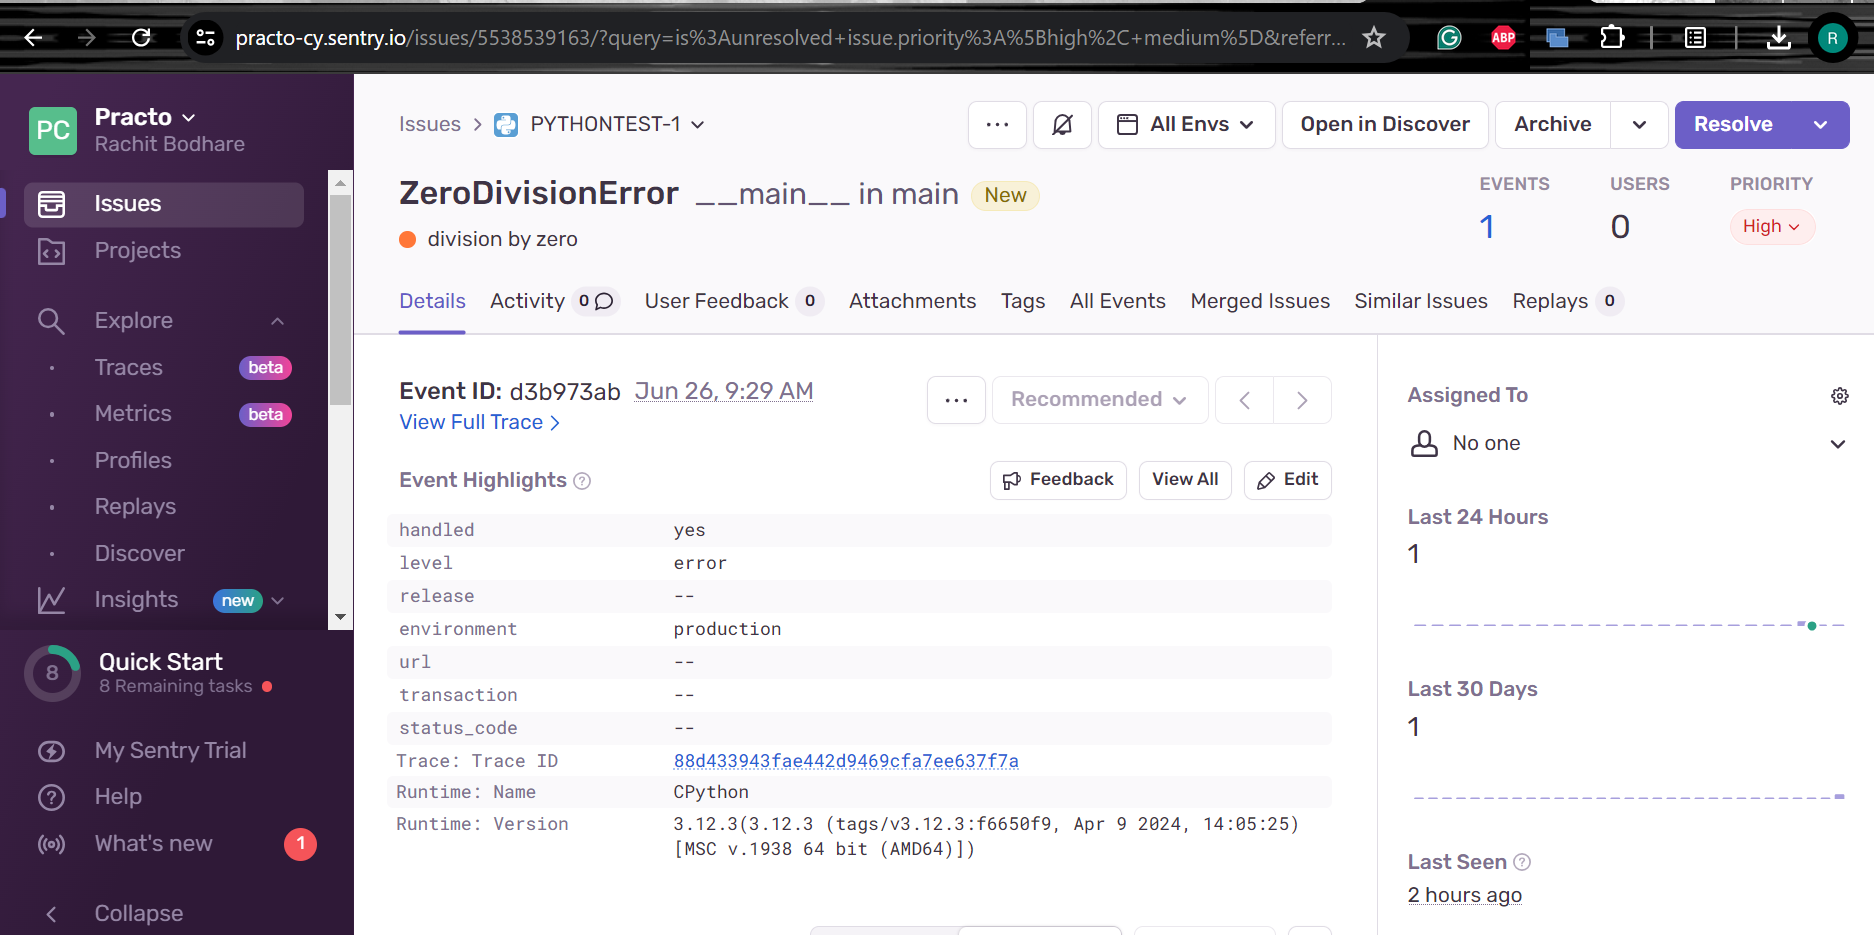 practo-cy.sentry.io/issues/5538539163/?query=is%3Aunresolved+issue.priority%3A%5Bhigh%2C+medium%5D&referr...
ABP
R
PC
Practo
Rachit Bodhare
Issues
Projects
Explore
Traces beta
Metrics beta
Profiles
Replays
Discover
Insights new
8
Quick Start
8 Remaining tasks
My Sentry Trial
Help
What's new 1
Collapse
Issues > PYTHONTEST-1
All Envs
Open in Discover
Archive
Resolve
ZeroDivisionError __main__ in main New
division by zero
EVENTS USERS PRIORITY
1 0 High
Details Activity 0 User Feedback 0 Attachments Tags All Events Merged Issues Similar Issues Replays 0
Event ID: d3b973ab Jun 26, 9:29 AM
View Full Trace >
Recommended
Event Highlights ?
Feedback View All Edit
handled yes
level error
release --
environment production
url --
transaction --
status_code --
Trace: Trace ID 88d433943fae442d9469cfa7ee637f7a
Runtime: Name CPython
Runtime: Version 3.12.3(3.12.3 (tags/v3.12.3:f6650f9, Apr 9 2024, 14:05:25)
[MSC v.1938 64 bit (AMD64)])
Assigned To
No one
Last 24 Hours
1
Last 30 Days
1
Last Seen ?
2 hours ago